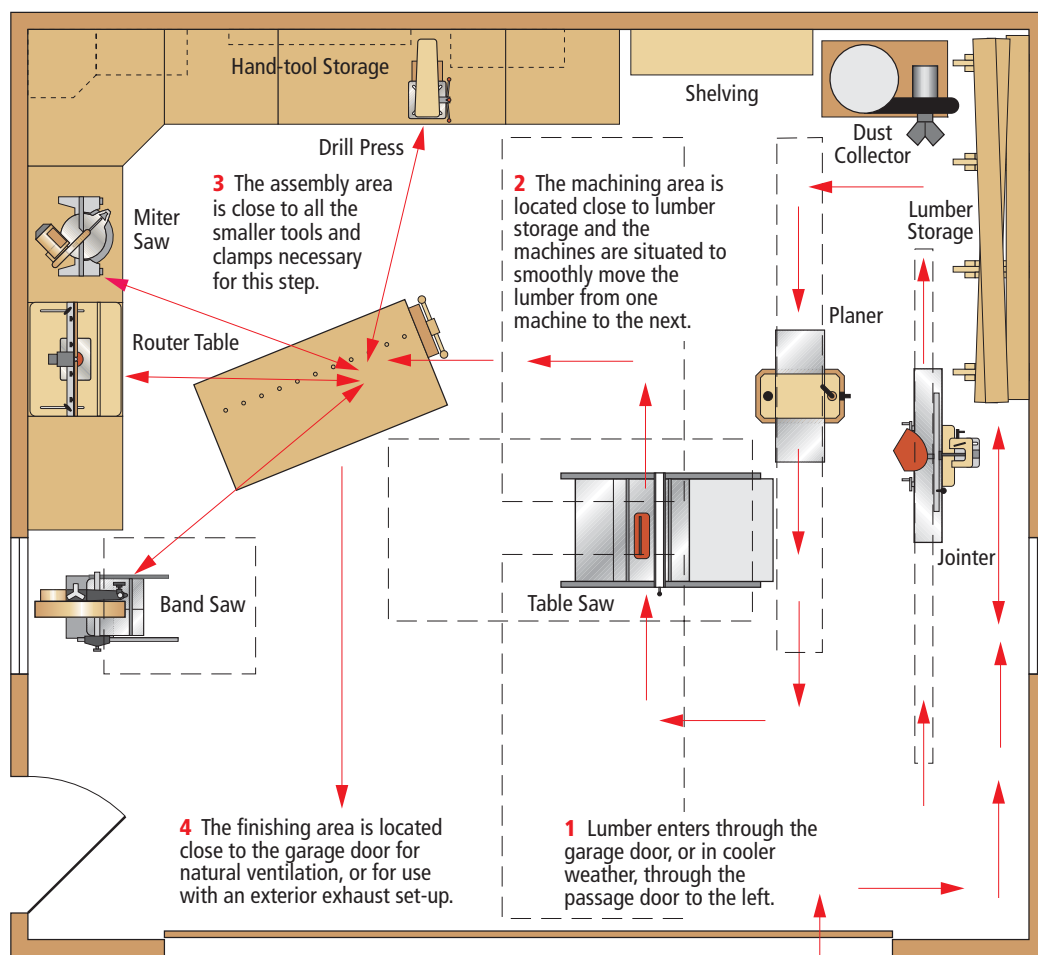 Hand-tool Storage
Shelving
Drill Press
Dust
Collector
3 The assembly area
is close to all the
smaller tools and
clamps necessary
for this step.
2 The machining area is
located close to lumber
storage and the
machines are situated to
smoothly move the
lumber from one
machine to the next.
Miter
Saw
Lumber
Storage
Router Table
Planer
Jointer
Band Saw
Table Saw
4 The finishing area is located
close to the garage door for
natural ventilation, or for use
with an exterior exhaust set-up.
1 Lumber enters through the
garage door, or in cooler
weather, through the
passage door to the left.